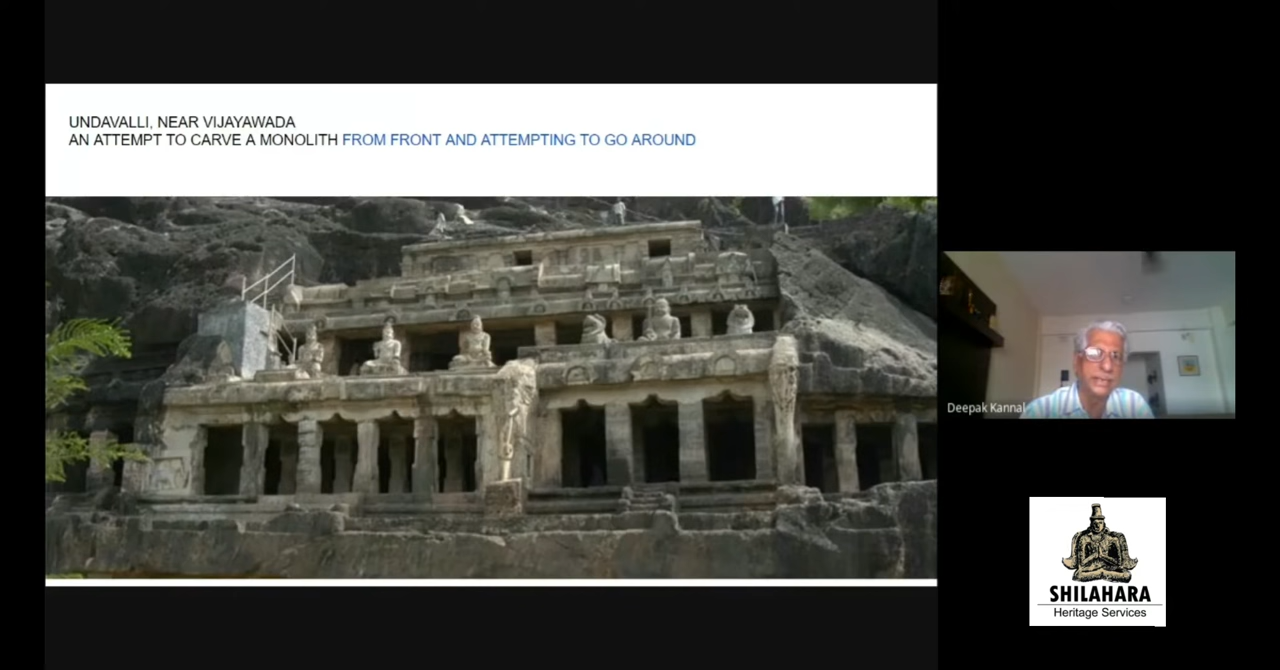 UNDAVALLI, NEAR VIJAYAWADA
AN ATTEMPT TO CARVE A MONOLITH FROM FRONT AND ATTEMPTING TO GO AROUND
Deepak Kannal
SHILAHARA
Heritage Services